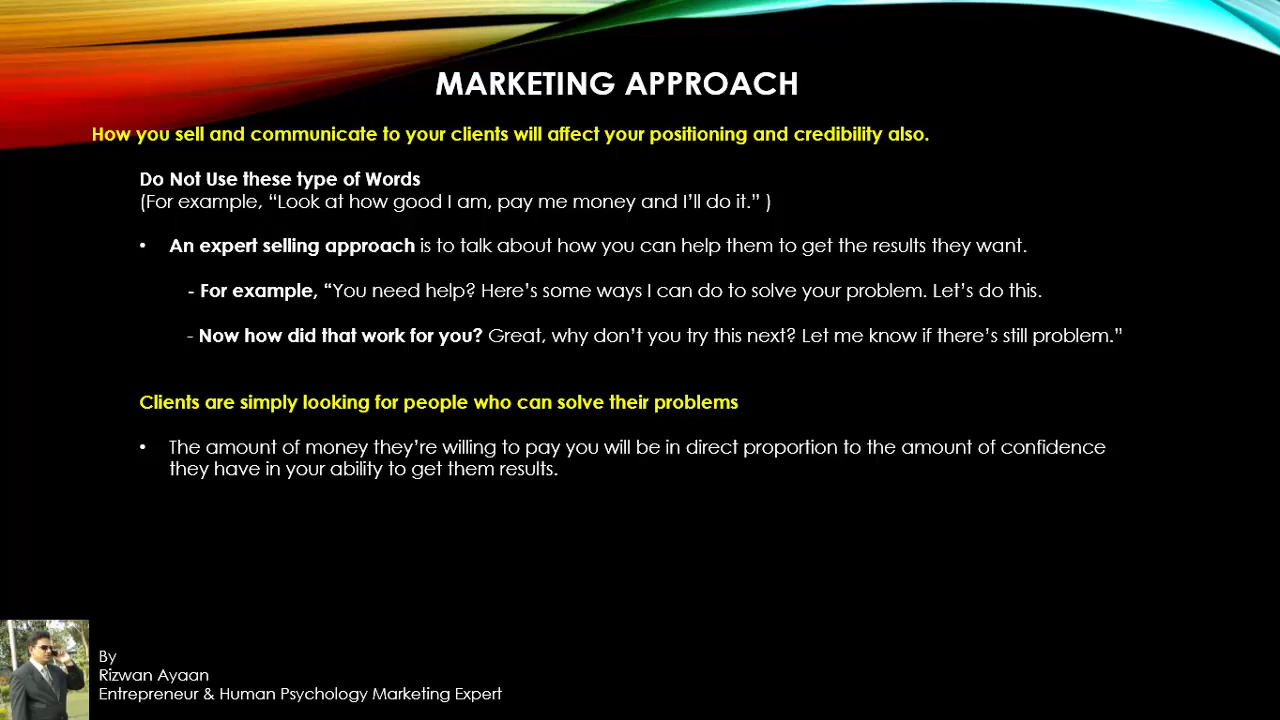 MARKETING APPROACH
How you sell and communicate to your clients will affect your positioning and credibility also.
Do Not Use these type of Words
(For example, “Look at how good I am, pay me money and I’ll do it.” )
• An expert selling approach is to talk about how you can help them to get the results they want.
- For example, “You need help? Here’s some ways I can do to solve your problem. Let’s do this.
- Now how did that work for you? Great, why don’t you try this next? Let me know if there’s still problem.”
Clients are simply looking for people who can solve their problems
• The amount of money they’re willing to pay you will be in direct proportion to the amount of confidence
they have in your ability to get them results.
By
Rizwan Ayaan
Entrepreneur & Human Psychology Marketing Expert